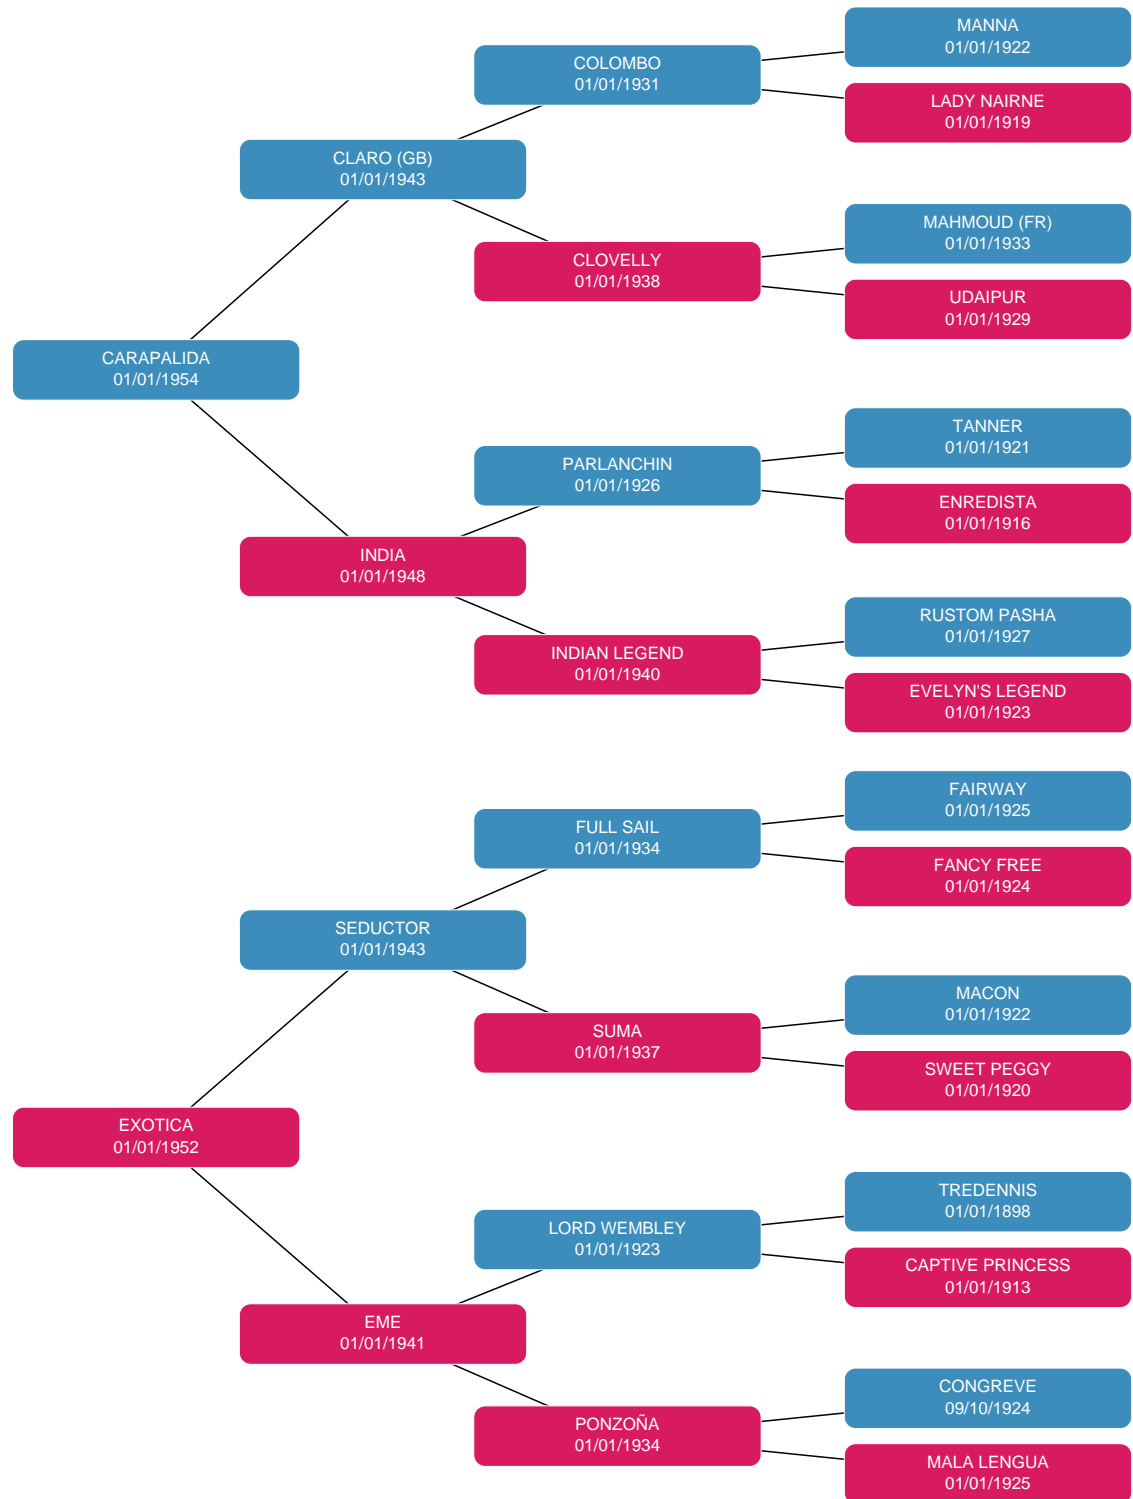 MANNA
01/01/1922
COLOMBO
01/01/1931
LADY NAIRNE
01/01/1919
CLARO (GB)
01/01/1943
MAHMOUD (FR)
01/01/1933
CLOVELLY
01/01/1938
UDAIPUR
01/01/1929
CARAPALIDA
01/01/1954
TANNER
01/01/1921
PARLANCHIN
01/01/1926
ENREDISTA
01/01/1916
INDIA
01/01/1948
RUSTOM PASHA
01/01/1927
INDIAN LEGEND
01/01/1940
EVELYN'S LEGEND
01/01/1923
FAIRWAY
01/01/1925
FULL SAIL
01/01/1934
FANCY FREE
01/01/1924
SEDUCTOR
01/01/1943
MACON
01/01/1922
SUMA
01/01/1937
SWEET PEGGY
01/01/1920
EXOTICA
01/01/1952
TREDENNIS
01/01/1898
LORD WEMBLEY
01/01/1923
CAPTIVE PRINCESS
01/01/1913
EME
01/01/1941
CONGREVE
09/10/1924
PONZOÑA
01/01/1934
MALA LENGUA
01/01/1925